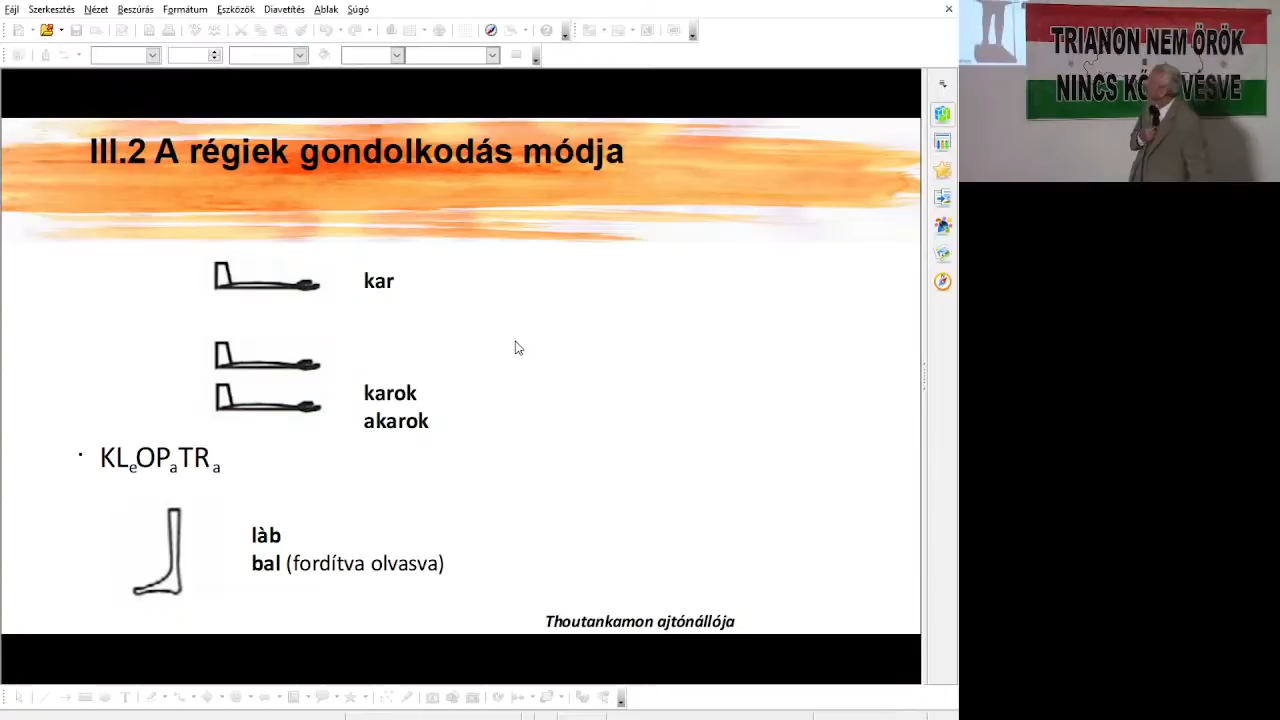 Fájl Szerkesztés Nézet Beszúrás Formátum Eszközök Diavetítés Ablak Súgó
III.2 A régiek gondolkodás módja
kar
karok
akarok
KLeOPaTRa
làb
bal (fordítva olvasva)
Thoutankamon ajtónállója
TRIANON NEM ÖRÖK
NINCS VÉSVE